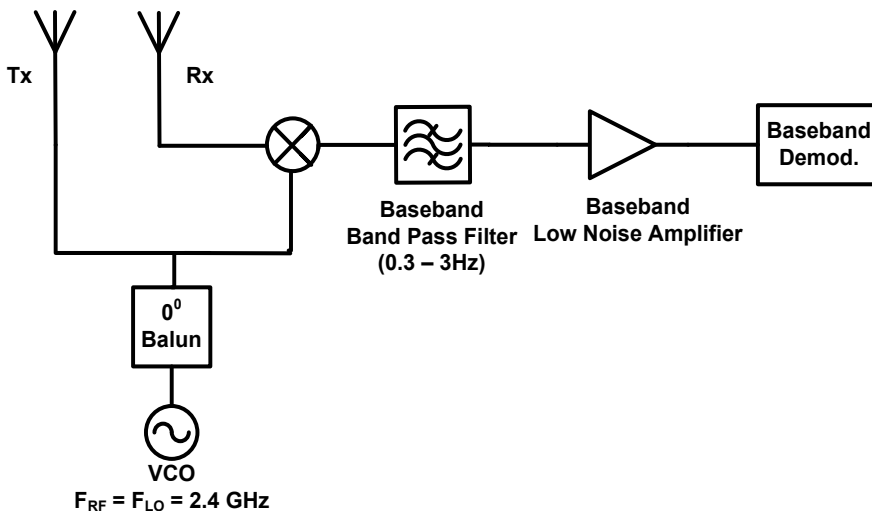 Tx
Rx
Baseband
Demod.
Baseband
Band Pass Filter
(0.3 – 3Hz)
Baseband
Low Noise Amplifier
0⁰
Balun
VCO
F_RF = F_LO = 2.4 GHz